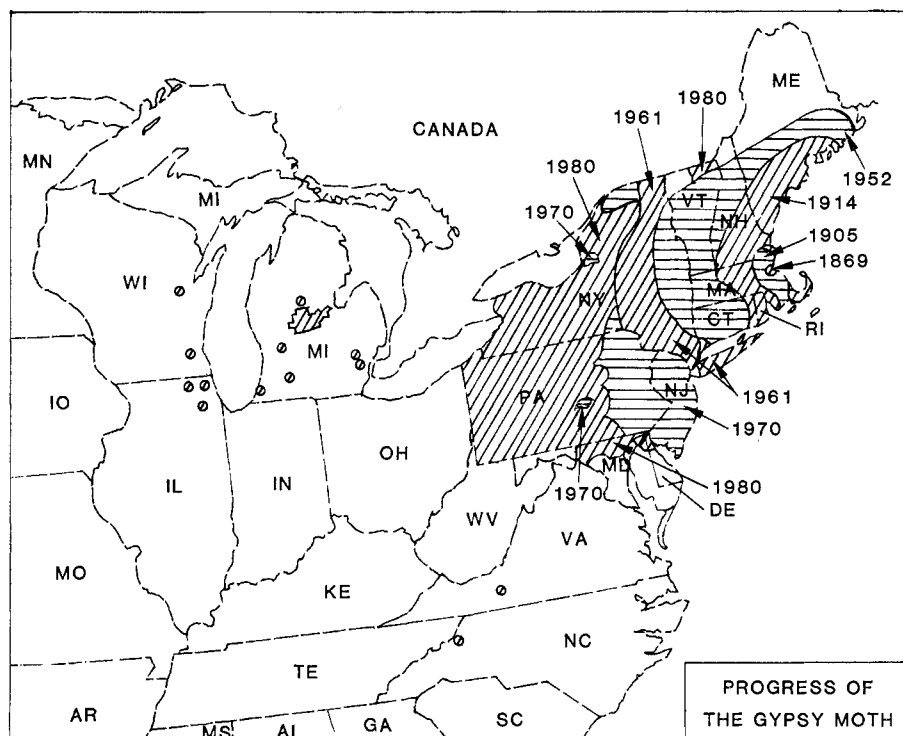 ME
1980
1961
CANADA
MN
1980
1952
MI
VT
1970
NH
1914
1905
1869
WI
NY
MA
CT
RI
MI
IO
PA
NJ
1961
1970
OH
IL
IN
MD
1970
1980
DE
WV
VA
MO
KE
NC
TE
PROGRESS OF
THE GYPSY MOTH
AR
MS
AL
GA
SC